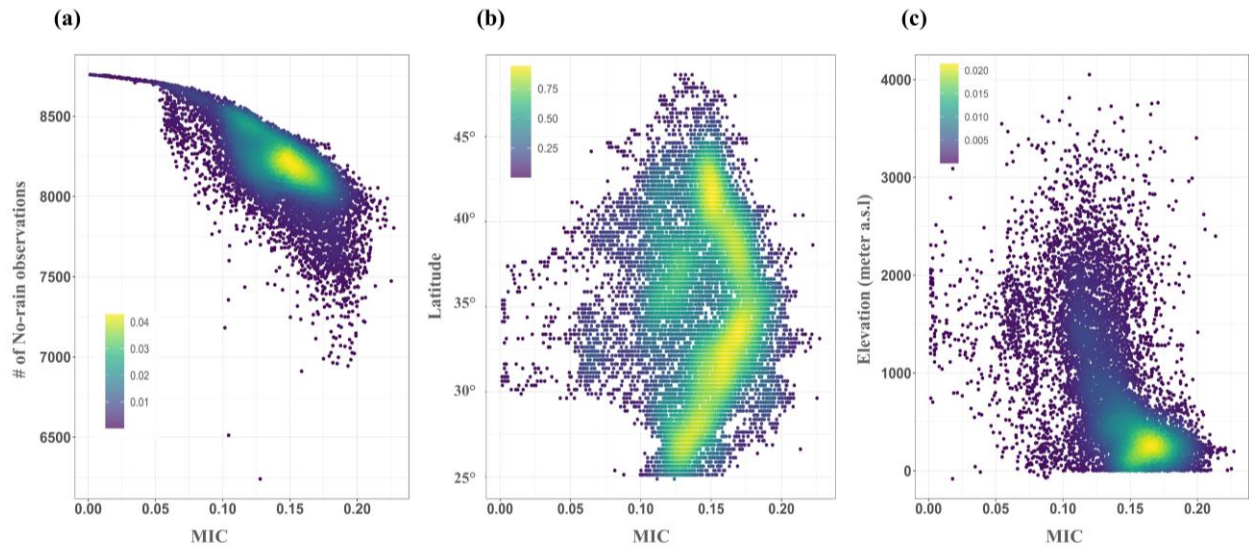 (a)
(b)
(c)
# of No-rain observations
8500
8000
7500
7000
6500
0.04
0.03
0.02
0.01
0.00 0.05 0.10 0.15 0.20
MIC
Latitude
45°
40°
35°
30°
25°
0.75
0.50
0.25
0.00 0.05 0.10 0.15 0.20
MIC
Elevation (meter a.s.l)
4000
3000
2000
1000
0
0.020
0.015
0.010
0.005
0.00 0.05 0.10 0.15 0.20
MIC